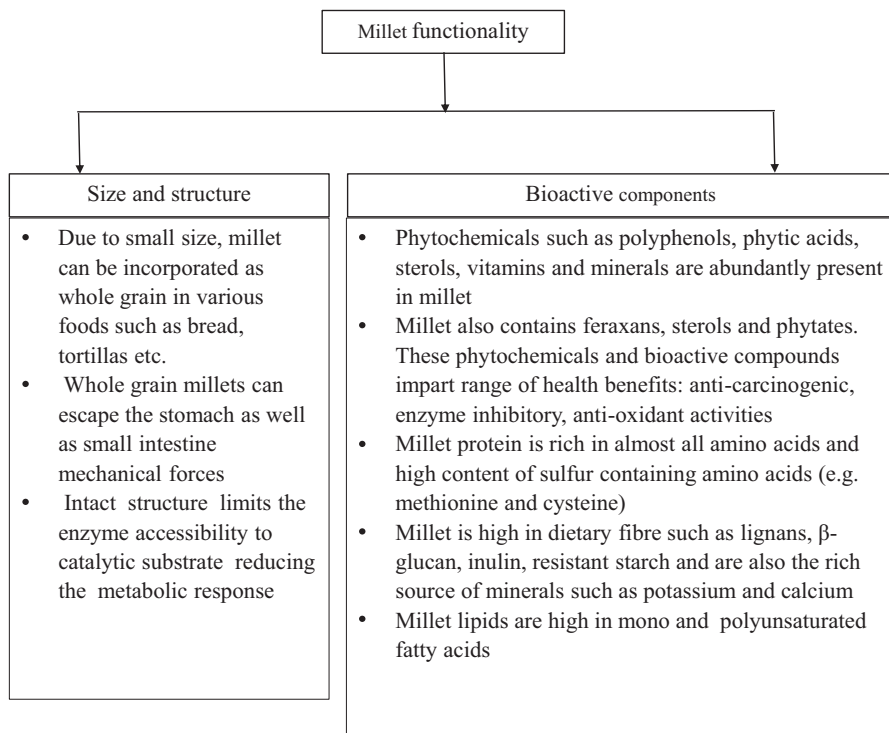 Millet functionality
Size and structure
• Due to small size, millet
can be incorporated as
whole grain in various
foods such as bread,
tortillas etc.
• Whole grain millets can
escape the stomach as well
as small intestine
mechanical forces
• Intact structure limits the
enzyme accessibility to
catalytic substrate reducing
the metabolic response
Bioactive components
• Phytochemicals such as polyphenols, phytic acids,
sterols, vitamins and minerals are abundantly present
in millet
• Millet also contains feraxans, sterols and phytates.
These phytochemicals and bioactive compounds
impart range of health benefits: anti-carcinogenic,
enzyme inhibitory, anti-oxidant activities
• Millet protein is rich in almost all amino acids and
high content of sulfur containing amino acids (e.g.
methionine and cysteine)
• Millet is high in dietary fibre such as lignans, β-
glucan, inulin, resistant starch and are also the rich
source of minerals such as potassium and calcium
• Millet lipids are high in mono and polyunsaturated
fatty acids